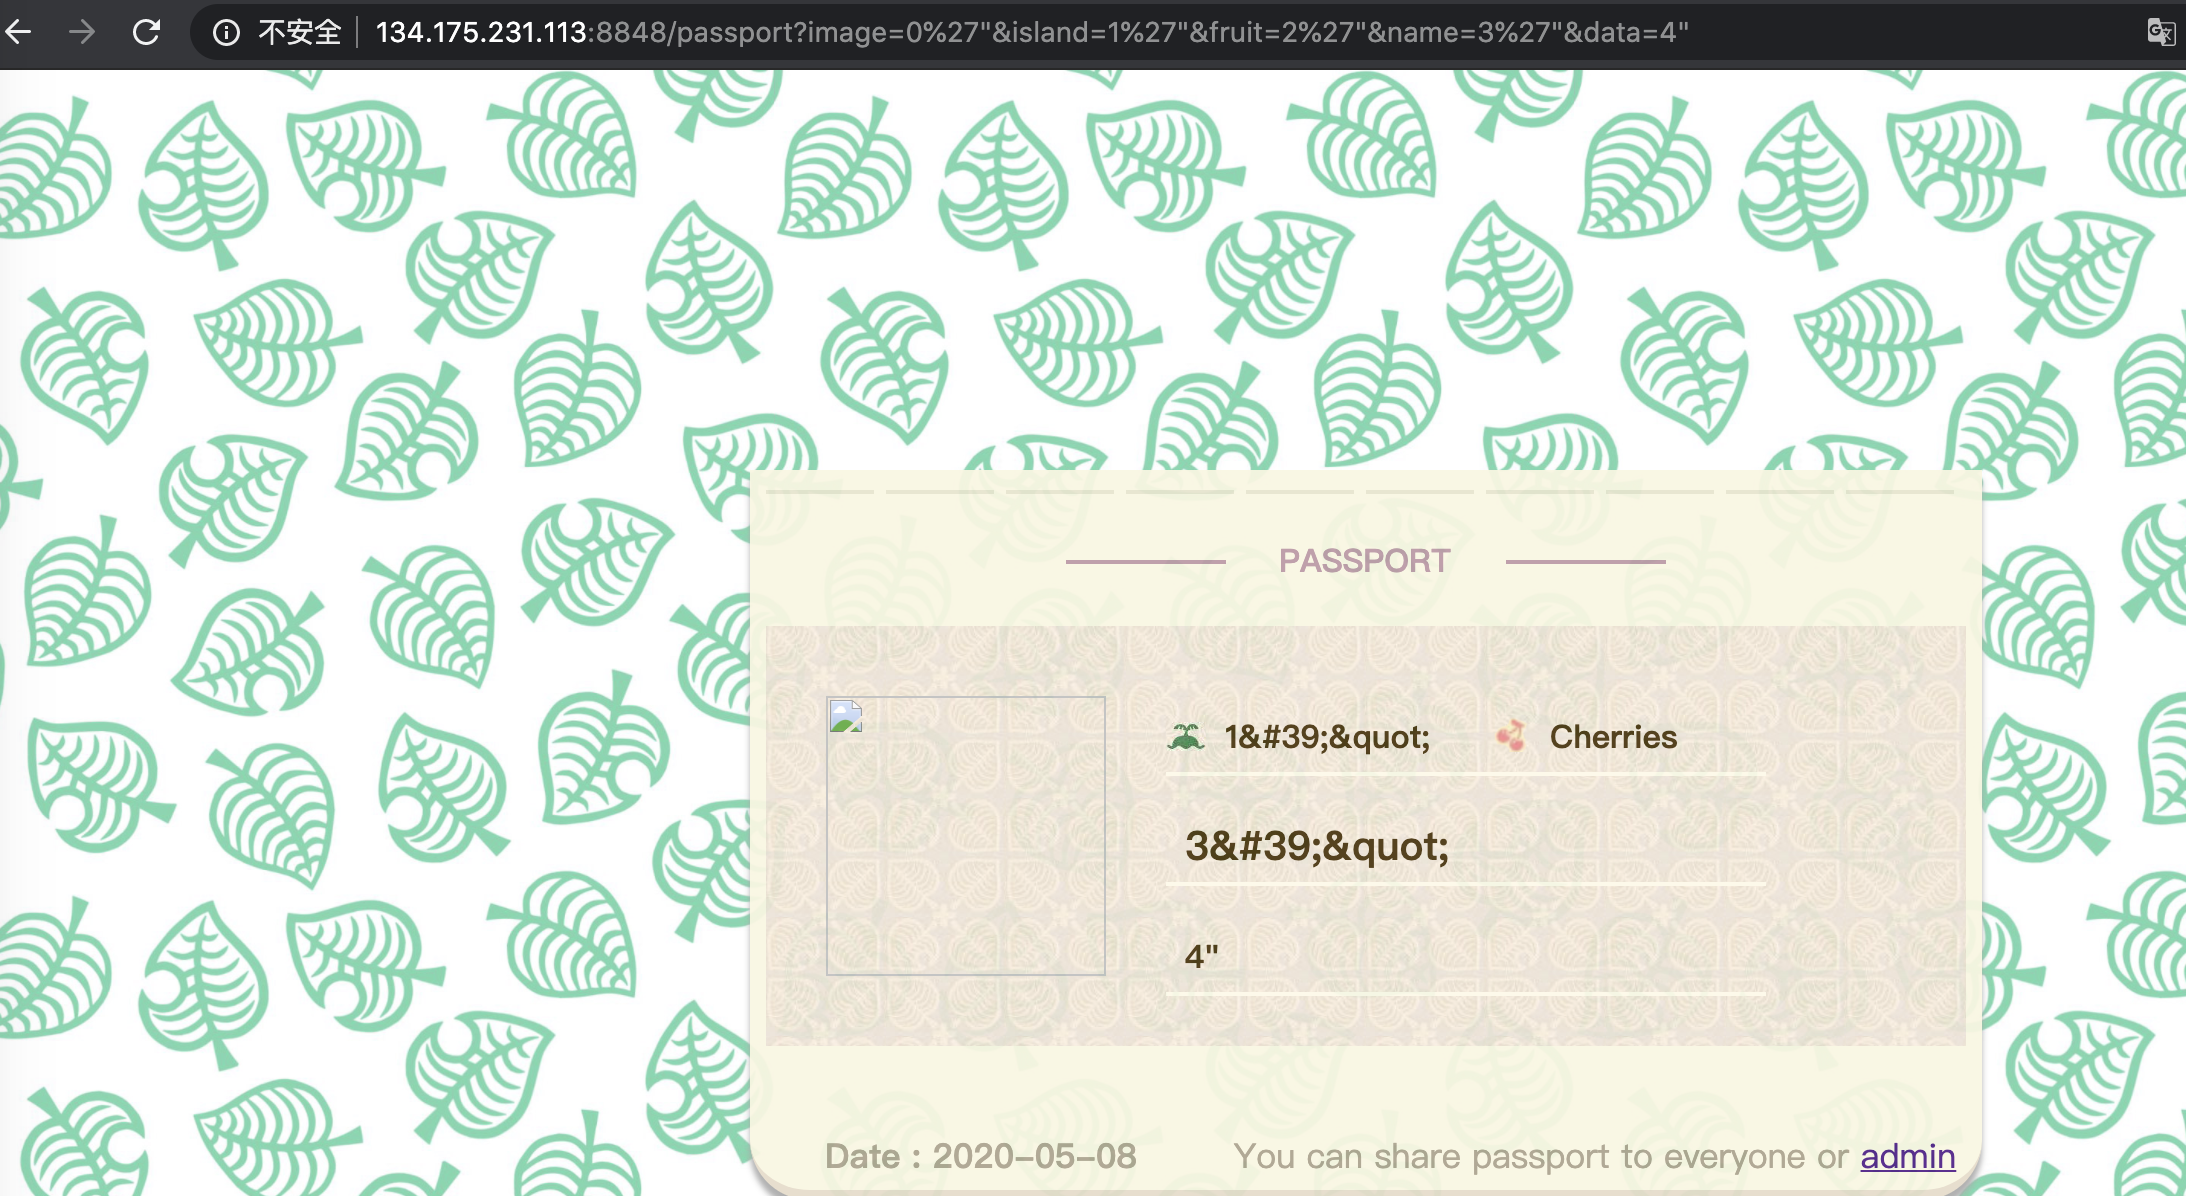 不安全 134.175.231.113:8848/passport?image=0%27"&island=1%27"&fruit=2%27"&name=3%27"&data=4"
PASSPORT
1&#39;&quot; Cherries
3&#39;&quot;
4"
Date : 2020-05-08 You can share passport to everyone or admin